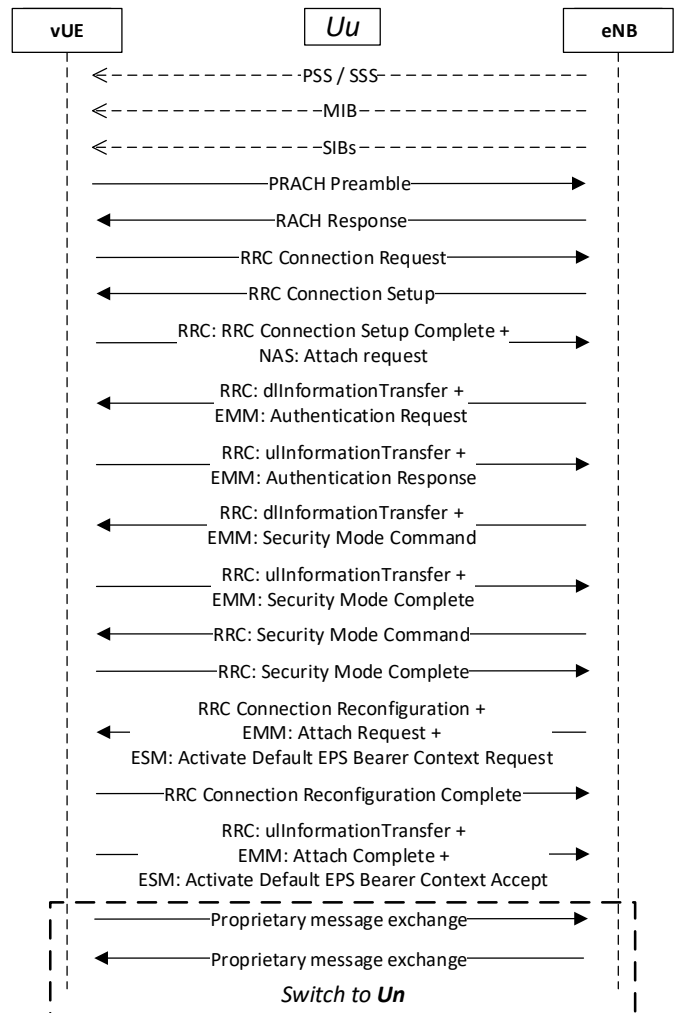 vUE
Uu
eNB
PSS / SSS
MIB
SIBs
PRACH Preamble
RACH Response
RRC Connection Request
RRC Connection Setup
RRC: RRC Connection Setup Complete +
NAS: Attach request
RRC: dlInformationTransfer +
EMM: Authentication Request
RRC: ulInformationTransfer +
EMM: Authentication Response
RRC: dlInformationTransfer +
EMM: Security Mode Command
RRC: ulInformationTransfer +
EMM: Security Mode Complete
RRC: Security Mode Command
RRC: Security Mode Complete
RRC Connection Reconfiguration +
EMM: Attach Request +
ESM: Activate Default EPS Bearer Context Request
RRC Connection Reconfiguration Complete
RRC: ulInformationTransfer +
EMM: Attach Complete +
ESM: Activate Default EPS Bearer Context Accept
Proprietary message exchange
Proprietary message exchange
Switch to Un